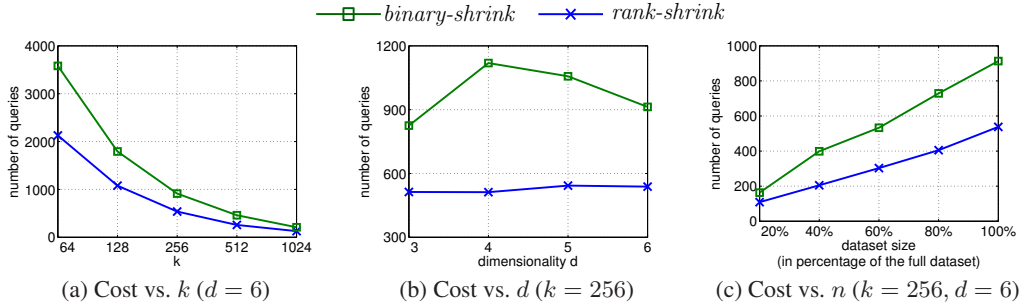 binary-shrink rank-shrink
number of queries
4000
3000
2000
1000
0
64 128 256 512 1024
k
(a) Cost vs. k (d = 6)
number of queries
1200
900
600
300
3 4 5 6
dimensionality d
(b) Cost vs. d (k = 256)
number of queries
1000
800
600
400
200
0
20% 40% 60% 80% 100%
dataset size
(in percentage of the full dataset)
(c) Cost vs. n (k = 256, d = 6)